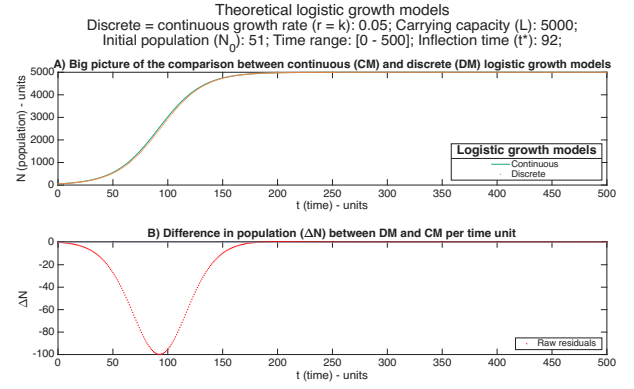 Theoretical logistic growth models
Discrete = continuous growth rate (r = k): 0.05; Carrying capacity (L): 5000;
Initial population (N₀): 51; Time range: [0 - 500]; Inflection time (t*): 92;
A) Big picture of the comparison between continuous (CM) and discrete (DM) logistic growth models
N (population) - units
5000
4000
3000
2000
1000
0
Logistic growth models
Continuous
Discrete
0 50 100 150 200 250 300 350 400 450 500
t (time) - units
B) Difference in population (ΔN) between DM and CM per time unit
ΔN
0
-20
-40
-60
-80
-100
Raw residuals
0 50 100 150 200 250 300 350 400 450 500
t (time) - units